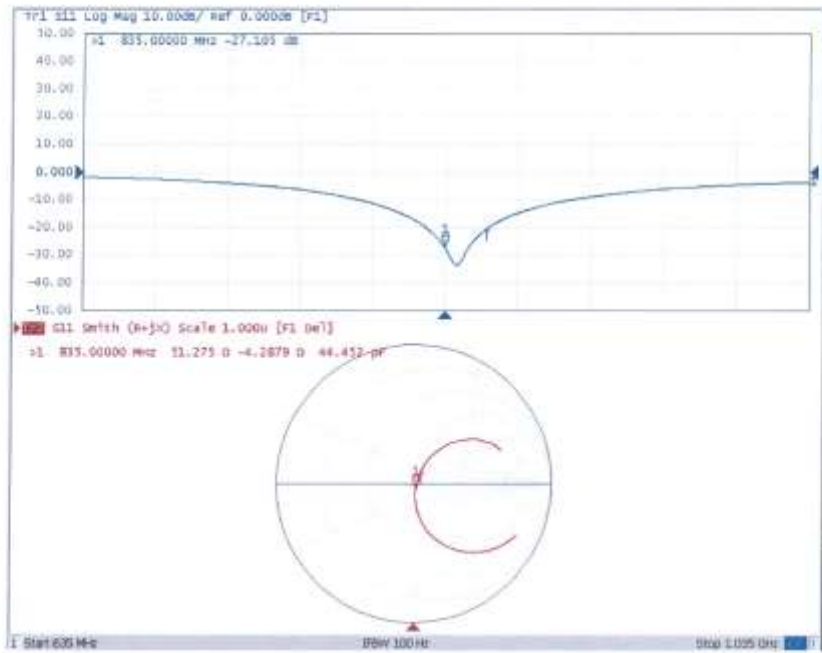 Tr1 S11 Log Mag 10.00dB/ Ref 0.000dB [F1]
50.00
>1 835.00000 MHz -27.105 dB
40.00
30.00
20.00
10.00
0.000
-10.00
-20.00
-30.00
-40.00
-50.00
S11 Smith (R+jX) Scale 1.000U [F1 Del]
>1 835.00000 MHz 51.275 Ω -4.2879 Ω 44.452 pF
1 Start 635 MHz IFBW 100 Hz Stop 1.035 GHz